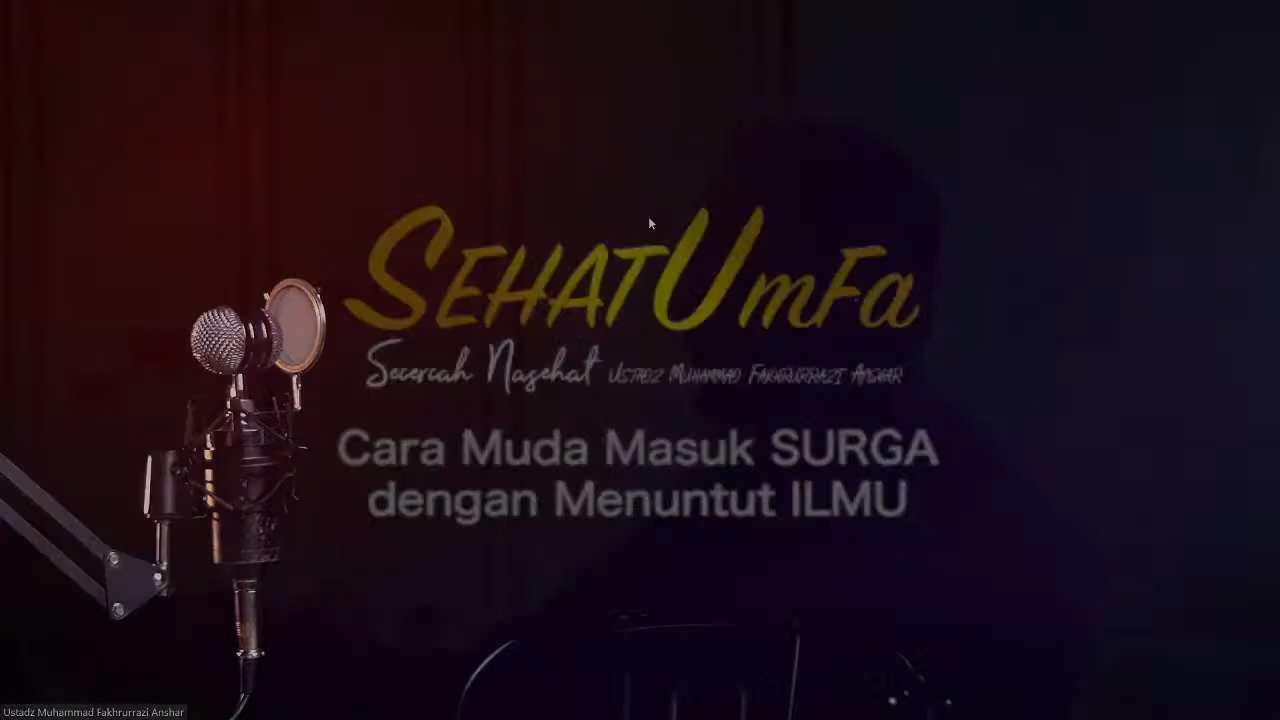 SEHATUmFa
Secercah Nasehat USTADZ MUHAMMAD FAKHRURRAZI ANSHAR
Cara Muda Masuk SURGA
dengan Menuntut ILMU
Ustadz Muhammad Fakhrurrazi Anshar